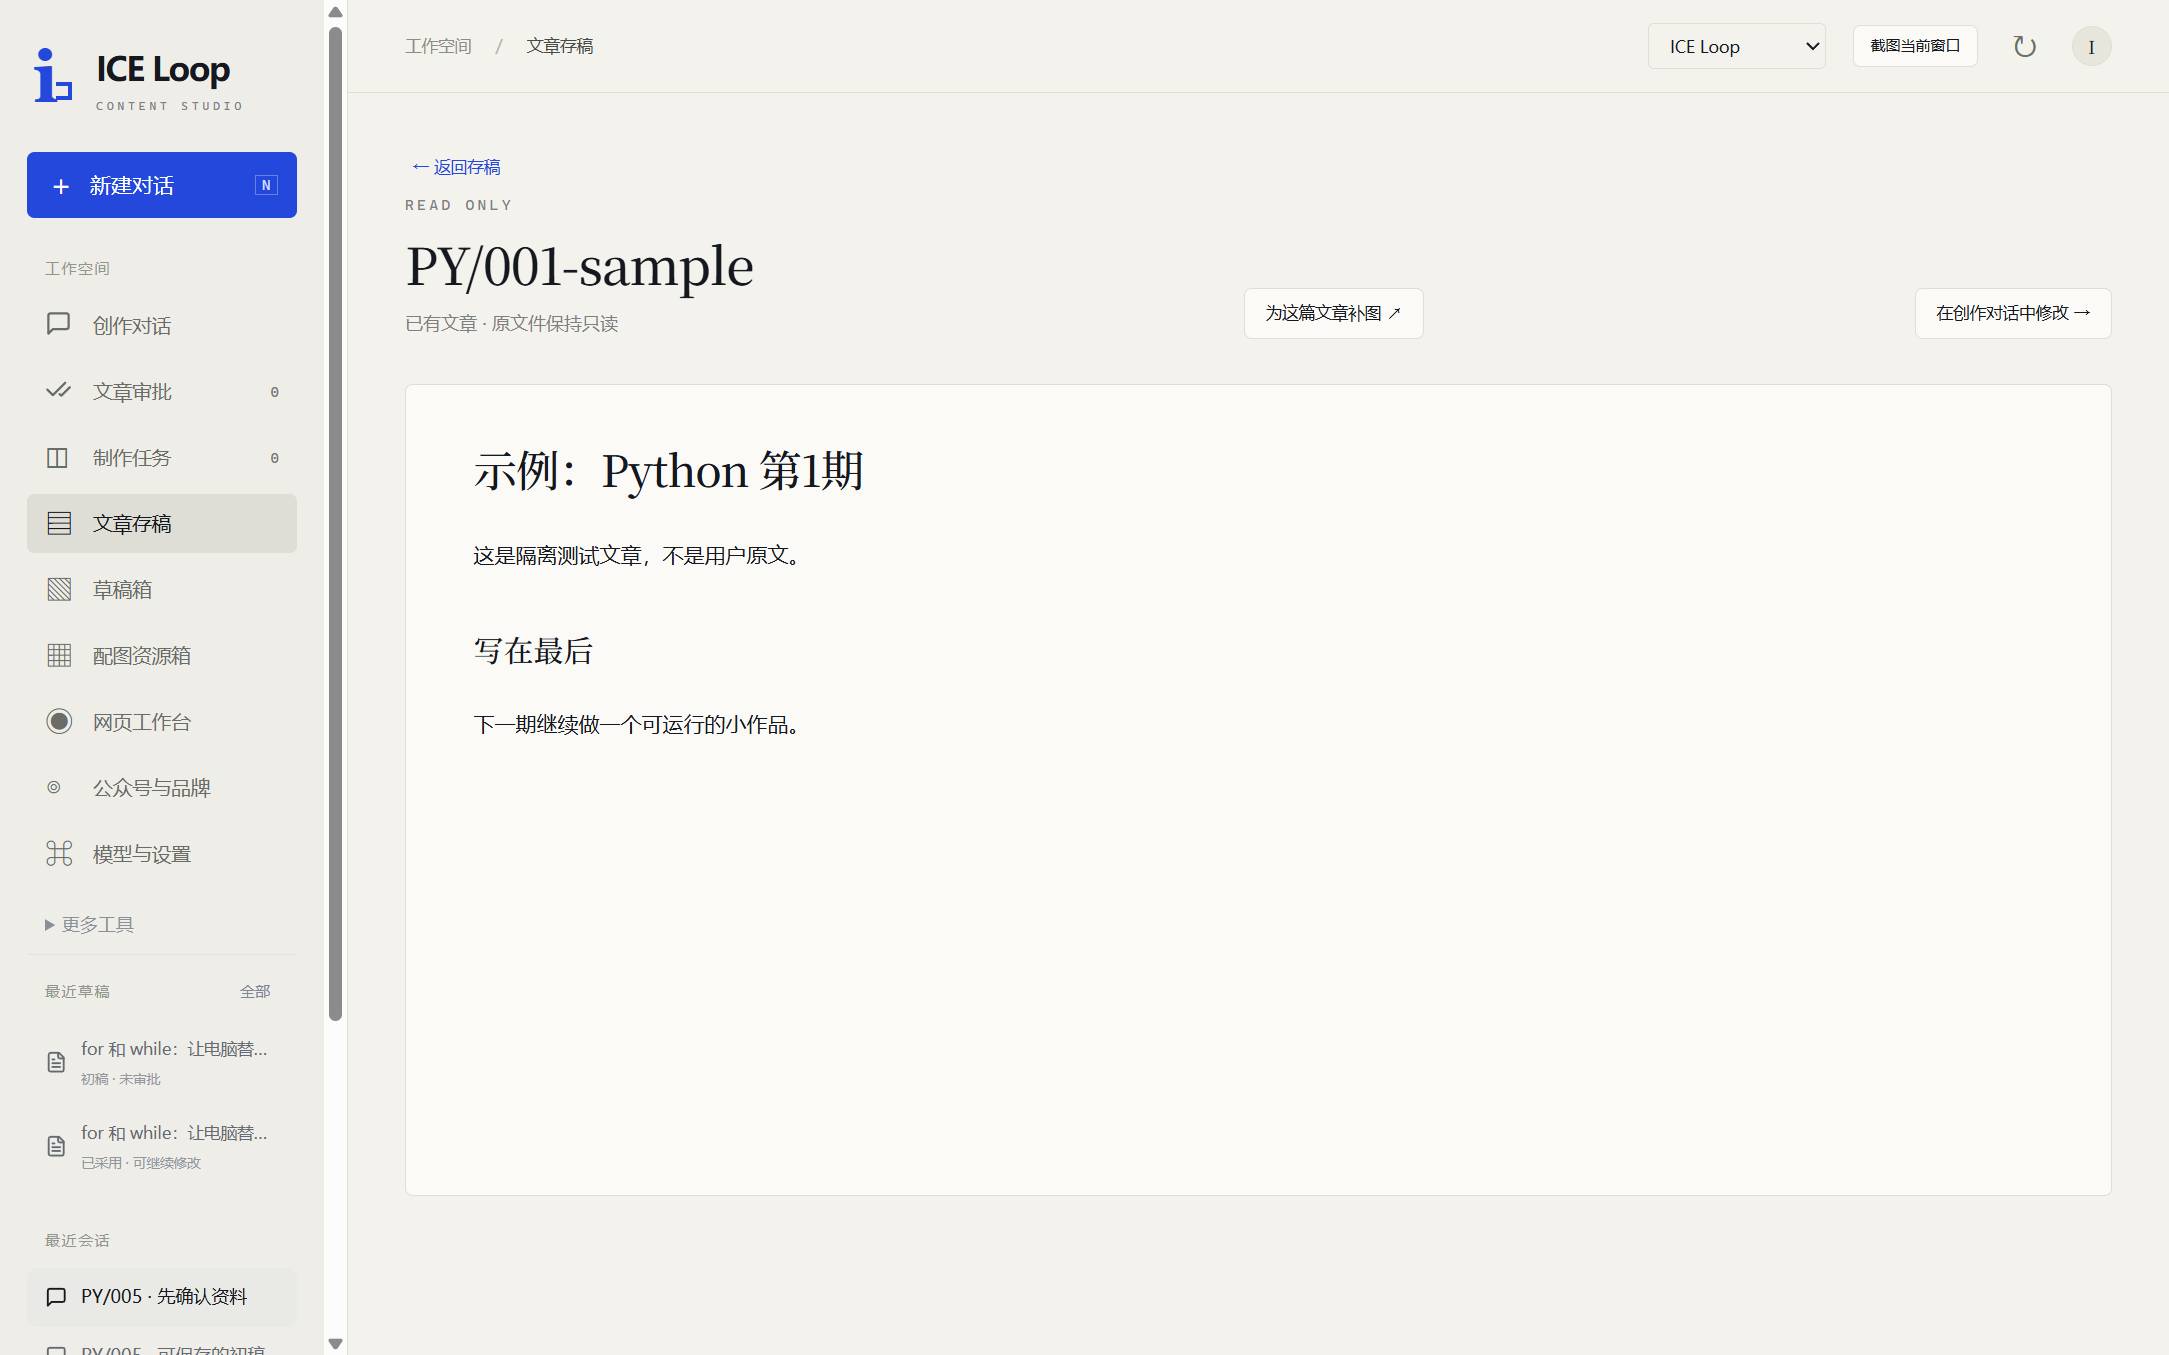 ICE Loop
CONTENT STUDIO
+ 新建对话 N
工作空间
创作对话
文章审批 0
制作任务 0
文章存稿
草稿箱
配图资源箱
网页工作台
公众号与品牌
模型与设置
更多工具
最近草稿 全部
for 和 while：让电脑替...
初稿 · 未审批
for 和 while：让电脑替...
已采用 · 可继续修改
最近会话
PY/005 · 先确认资料
PY/005 · 可保存的初稿
工作空间 / 文章存稿
ICE Loop
截图当前窗口
I
← 返回存稿
READ ONLY
PY/001-sample
已有文章 · 原文件保持只读
为这篇文章补图 ↗
在创作对话中修改 →
示例：Python 第1期
这是隔离测试文章，不是用户原文。
写在最后
下一期继续做一个可运行的小作品。